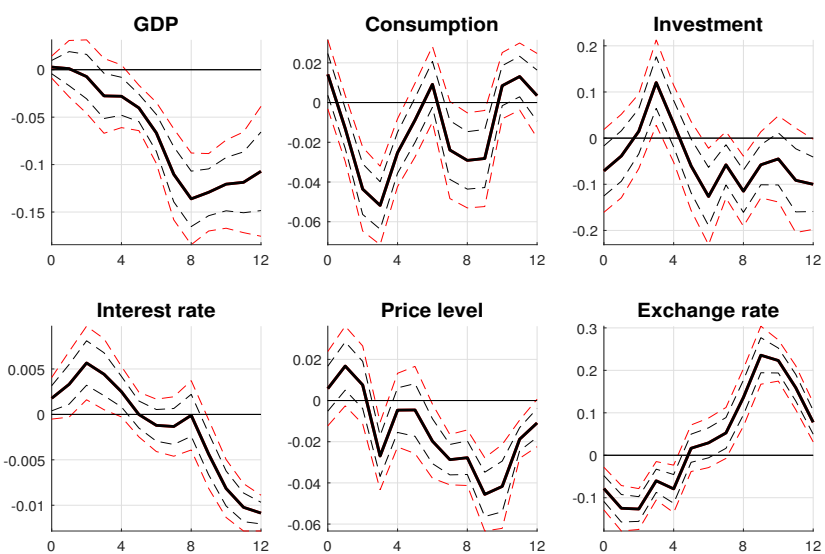 GDP
0
-0.05
-0.1
-0.15
0 4 8 12
Consumption
0.02
0
-0.02
-0.04
-0.06
0 4 8 12
Investment
0.2
0.1
0
-0.1
-0.2
0 4 8 12
Interest rate
0.005
0
-0.005
-0.01
0 4 8 12
Price level
0.02
0
-0.02
-0.04
-0.06
0 4 8 12
Exchange rate
0.3
0.2
0.1
0
-0.1
0 4 8 12